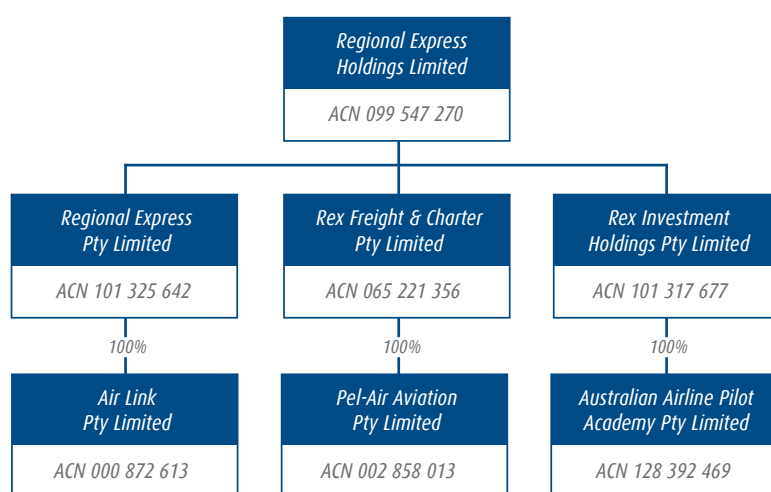 Regional Express
Holdings Limited
ACN 099 547 270
Regional Express
Pty Limited
ACN 101 325 642
Rex Freight & Charter
Pty Limited
ACN 065 221 356
Rex Investment
Holdings Pty Limited
ACN 101 317 677
100%
100%
100%
Air Link
Pty Limited
ACN 000 872 613
Pel-Air Aviation
Pty Limited
ACN 002 858 013
Australian Airline Pilot
Academy Pty Limited
ACN 128 392 469